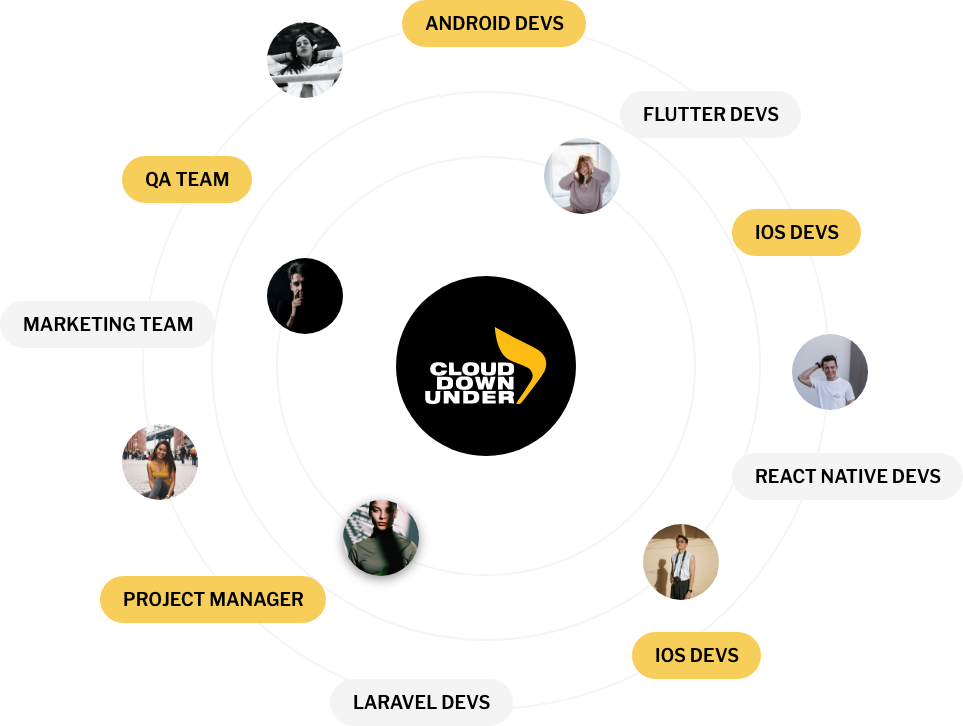 ANDROID DEVS
FLUTTER DEVS
QA TEAM
IOS DEVS
MARKETING TEAM
CLOUD
DOWN
UNDER
REACT NATIVE DEVS
PROJECT MANAGER
IOS DEVS
LARAVEL DEVS